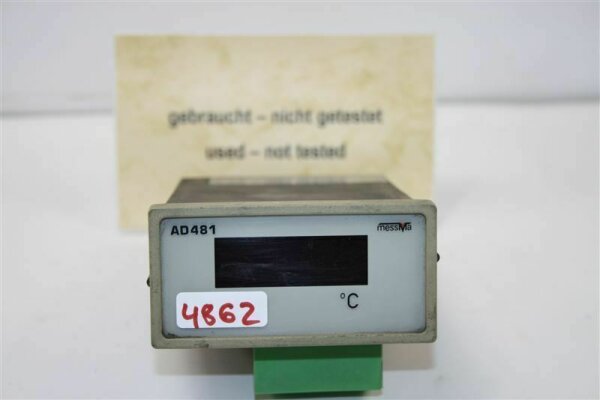 gebraucht – nicht getestet
used – not tested
AD481
messMa
4862
°C